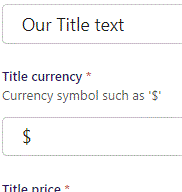 Our Title text
Title currency *
Currency symbol such as '$'
$
Title price *